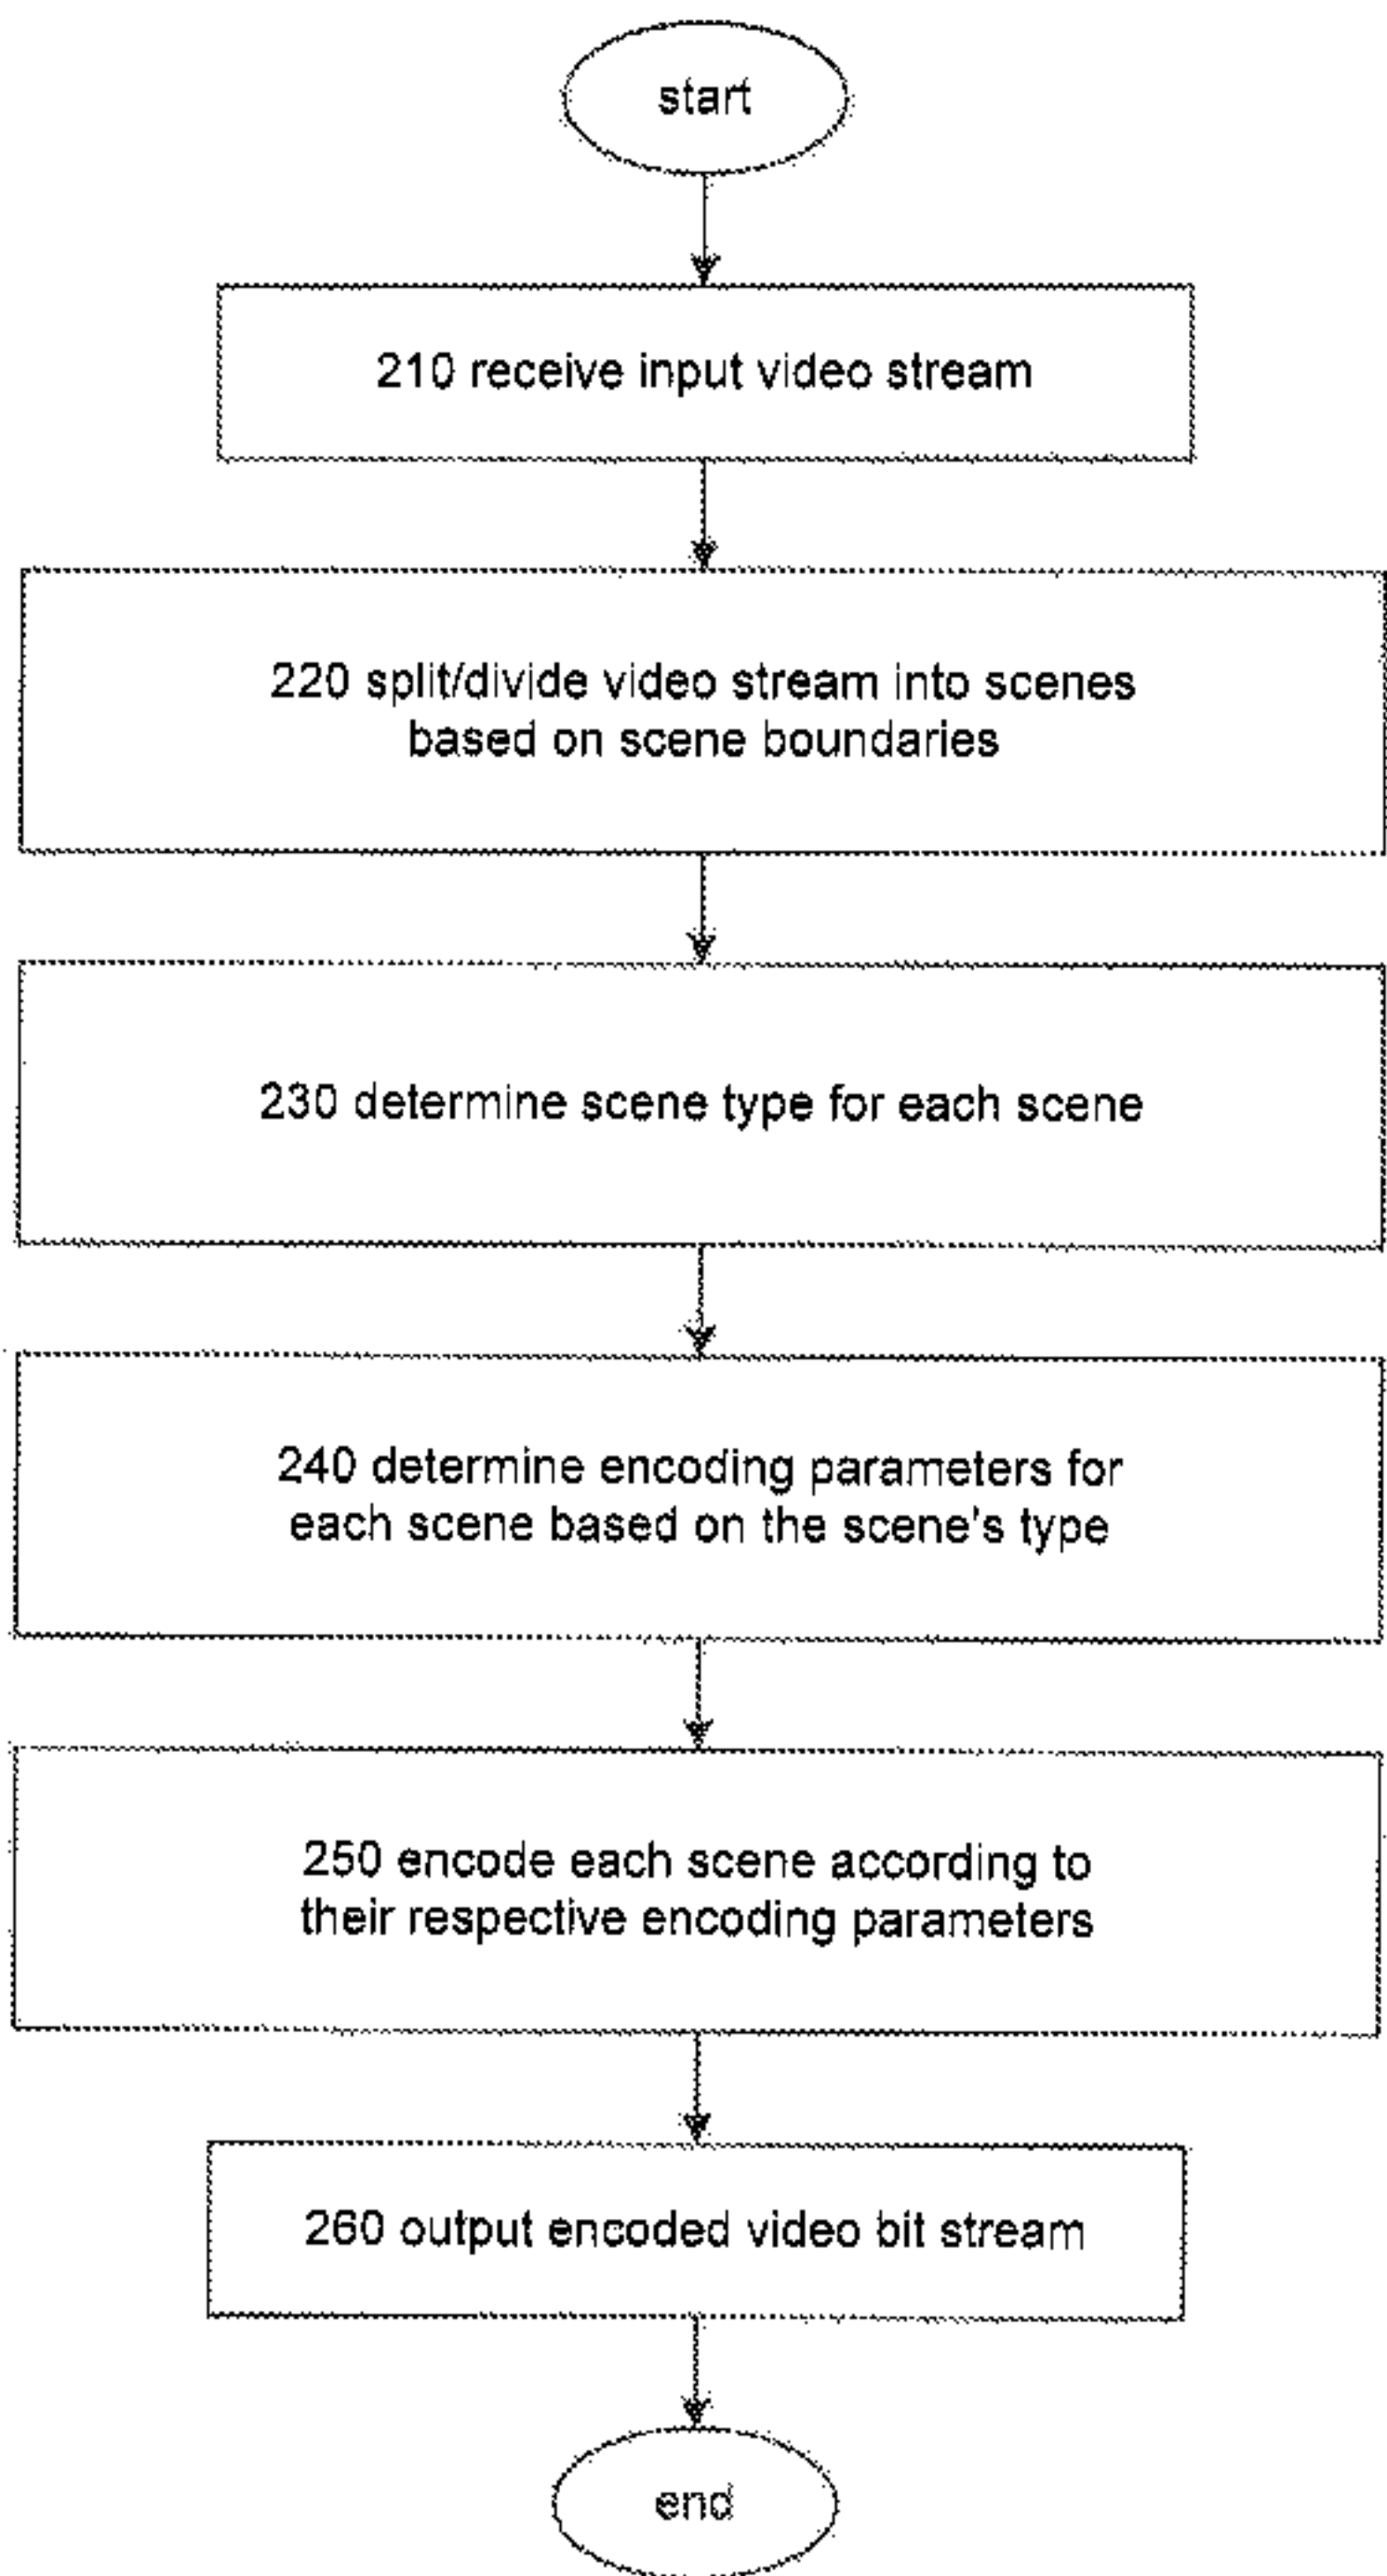 start
210 receive input video stream
220 split/divide video stream into scenes
based on scene boundaries
230 determine scene type for each scene
240 determine encoding parameters for
each scene based on the scene's type
250 encode each scene according to
their respective encoding parameters
260 output encoded video bit stream
end